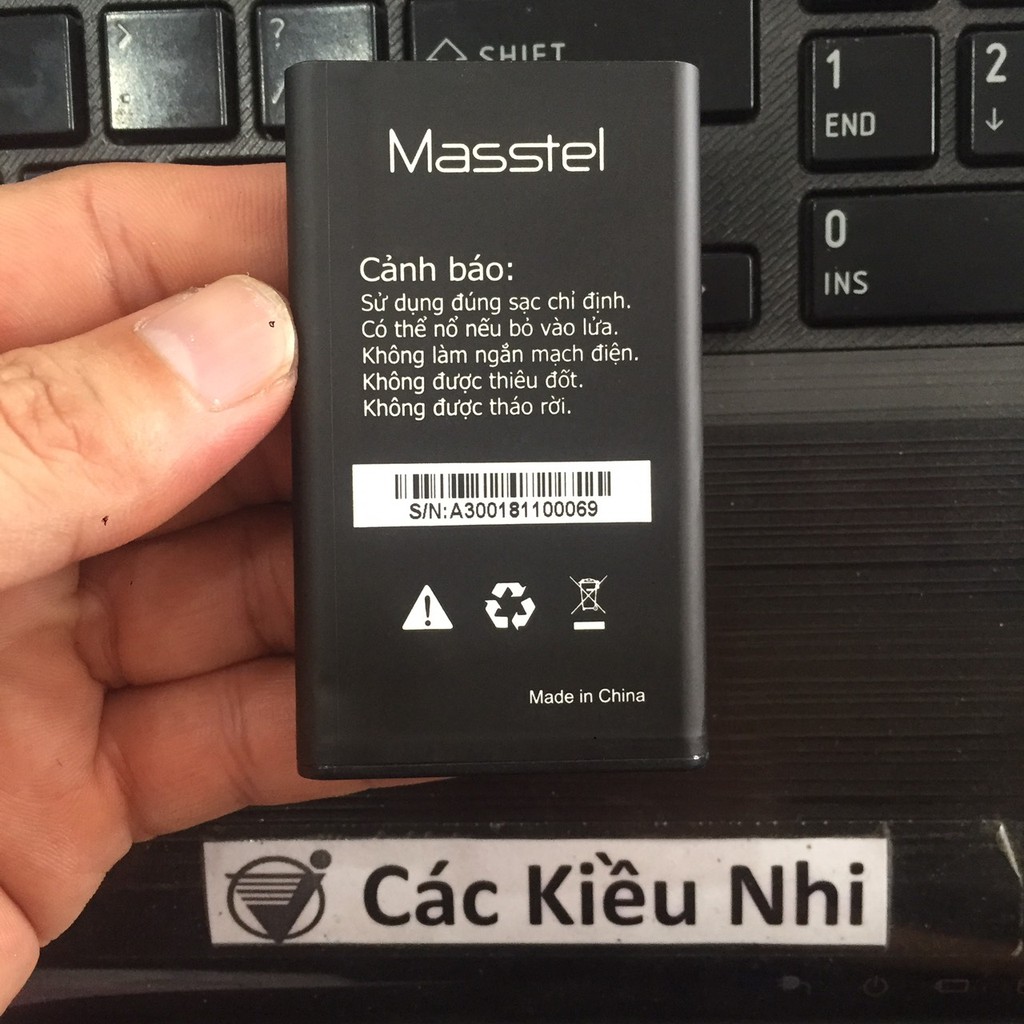 > ?
SHIFT
1
END
2
↓
Masstel
0
INS
Cảnh báo:
Sử dụng đúng sạc chỉ định.
Có thể nổ nếu bỏ vào lửa.
Không làm ngắn mạch điện.
Không được thiêu đốt.
Không được tháo rời.
S/N:A300181100069
Made in China
Các Kiều Nhi